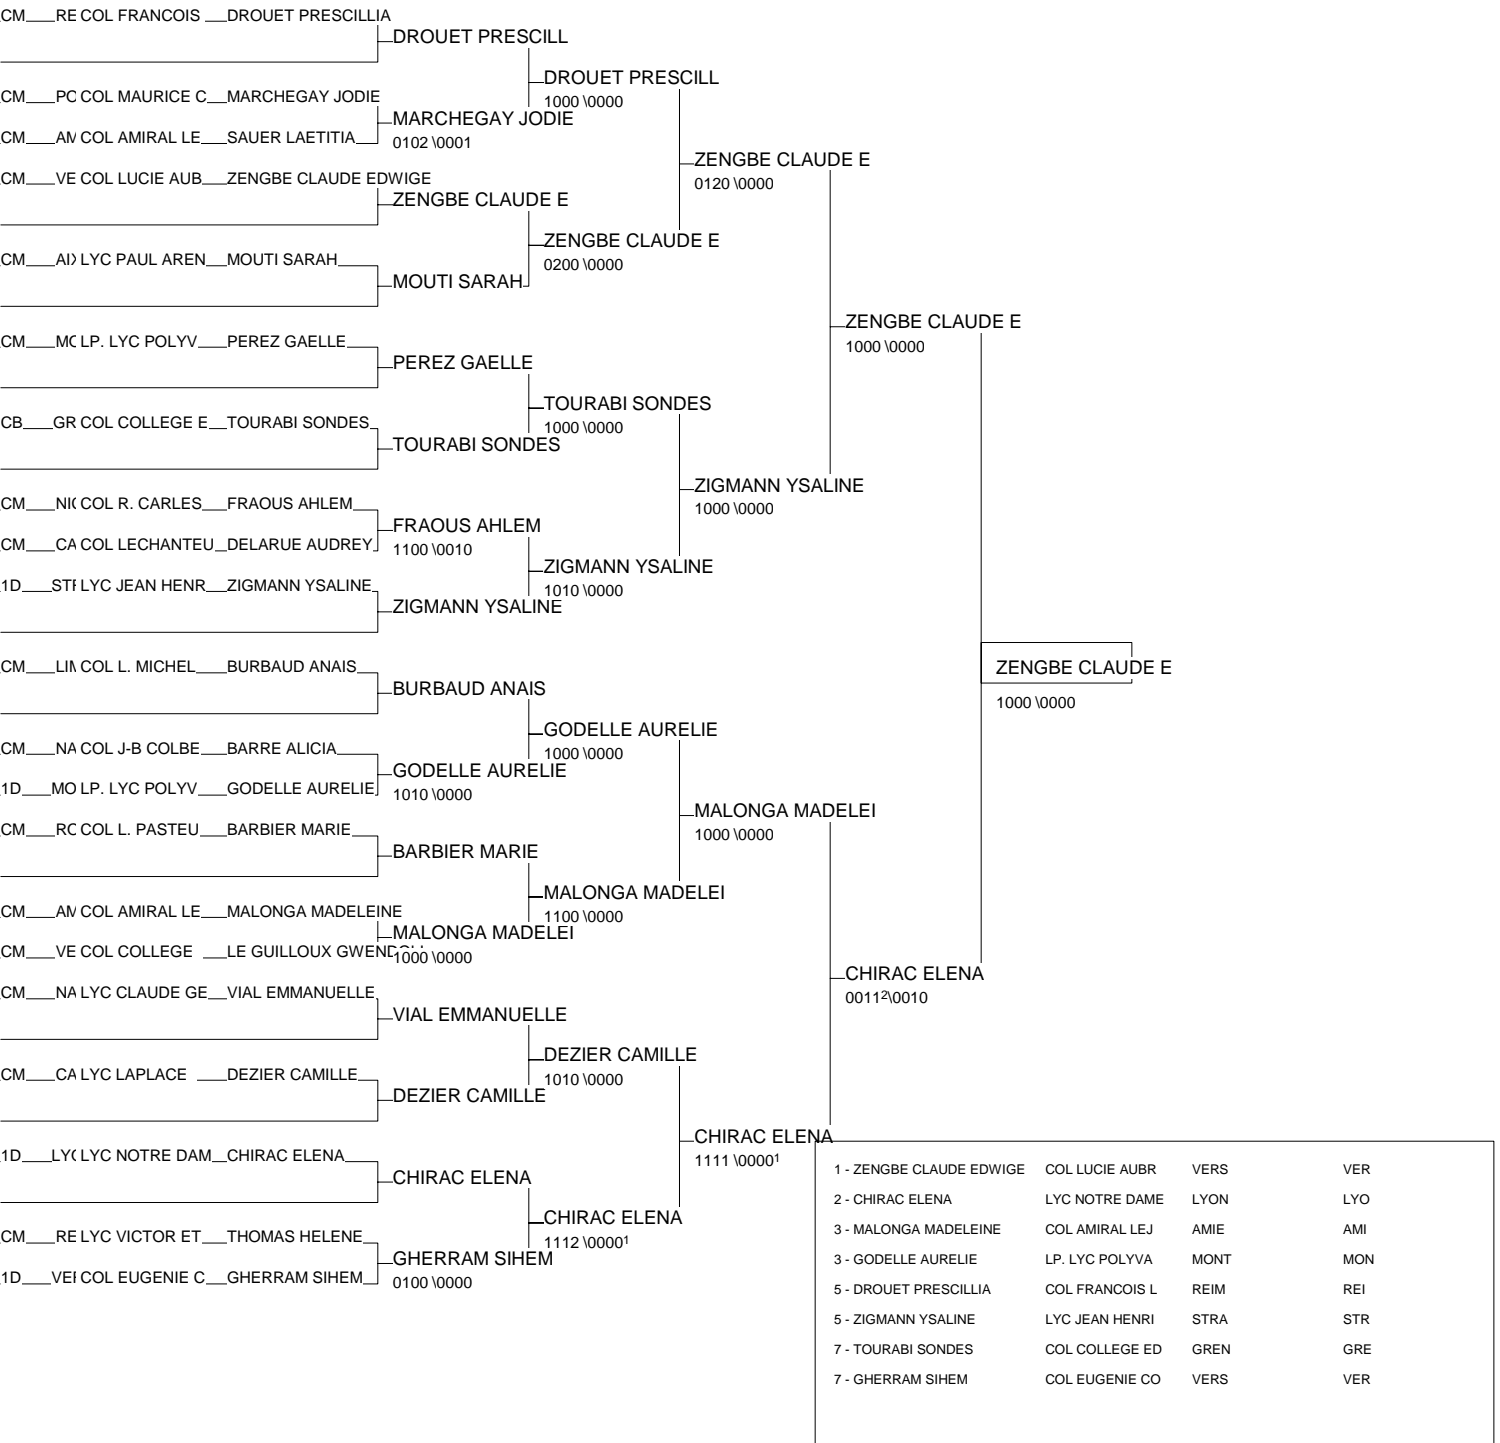 CM RE COL FRANCOIS DROUET PRESCILLIA
DROUET PRESCILL
DROUET PRESCILL
1000 \0000
CM PO COL MAURICE C MARCHEGAY JODIE
MARCHEGAY JODIE
0102 \0001
CM AM COL AMIRAL LE SAUER LAETITIA
ZENGBE CLAUDE E
0120 \0000
CM VE COL LUCIE AUB ZENGBE CLAUDE EDWIGE
ZENGBE CLAUDE E
ZENGBE CLAUDE E
0200 \0000
CM AIX LYC PAUL AREN MOUTI SARAH
MOUTI SARAH
ZENGBE CLAUDE E
1000 \0000
CM MO LP. LYC POLYV PEREZ GAELLE
PEREZ GAELLE
TOURABI SONDES
1000 \0000
CB GR COL COLLEGE E TOURABI SONDES
TOURABI SONDES
ZIGMANN YSALINE
1000 \0000
CM NIC COL R. CARLES FRAOUS AHLEM
FRAOUS AHLEM
1100 \0010
CM CA COL LECHANTEU DELARUE AUDREY
ZIGMANN YSALINE
1010 \0000
1D STR LYC JEAN HENR ZIGMANN YSALINE
ZIGMANN YSALINE
CM LIM COL L. MICHEL BURBAUD ANAIS
ZENGBE CLAUDE E
1000 \0000
BURBAUD ANAIS
GODELLE AURELIE
1000 \0000
CM NA COL J-B COLBE BARRE ALICIA
GODELLE AURELIE
1010 \0000
1D MO LP. LYC POLYV GODELLE AURELIE
MALONGA MADELEI
1000 \0000
CM RO COL L. PASTEU BARBIER MARIE
BARBIER MARIE
MALONGA MADELEI
1100 \0000
CM AM COL AMIRAL LE MALONGA MADELEINE
MALONGA MADELEI
1000 \0000
CM VE COL COLLEGE LE GUILLOUX GWEND
CHIRAC ELENA
0011²\0010
CM NA LYC CLAUDE GE VIAL EMMANUELLE
VIAL EMMANUELLE
DEZIER CAMILLE
1010 \0000
CM CA LYC LAPLACE DEZIER CAMILLE
DEZIER CAMILLE
CHIRAC ELENA
1111 \0000¹
1D LYO LYC NOTRE DAM CHIRAC ELENA
CHIRAC ELENA
CHIRAC ELENA
1112 \0000¹
CM RE LYC VICTOR ET THOMAS HELENE
GHERRAM SIHEM
0100 \0000
1D VER COL EUGENIE C GHERRAM SIHEM
1 - ZENGBE CLAUDE EDWIGE COL LUCIE AUBR VERS VER
2 - CHIRAC ELENA LYC NOTRE DAME LYON LYO
3 - MALONGA MADELEINE COL AMIRAL LEJ AMIE AMI
3 - GODELLE AURELIE LP. LYC POLYVA MONT MON
5 - DROUET PRESCILLIA COL FRANCOIS L REIM REI
5 - ZIGMANN YSALINE LYC JEAN HENRI STRA STR
7 - TOURABI SONDES COL COLLEGE ED GREN GRE
7 - GHERRAM SIHEM COL EUGENIE CO VERS VER